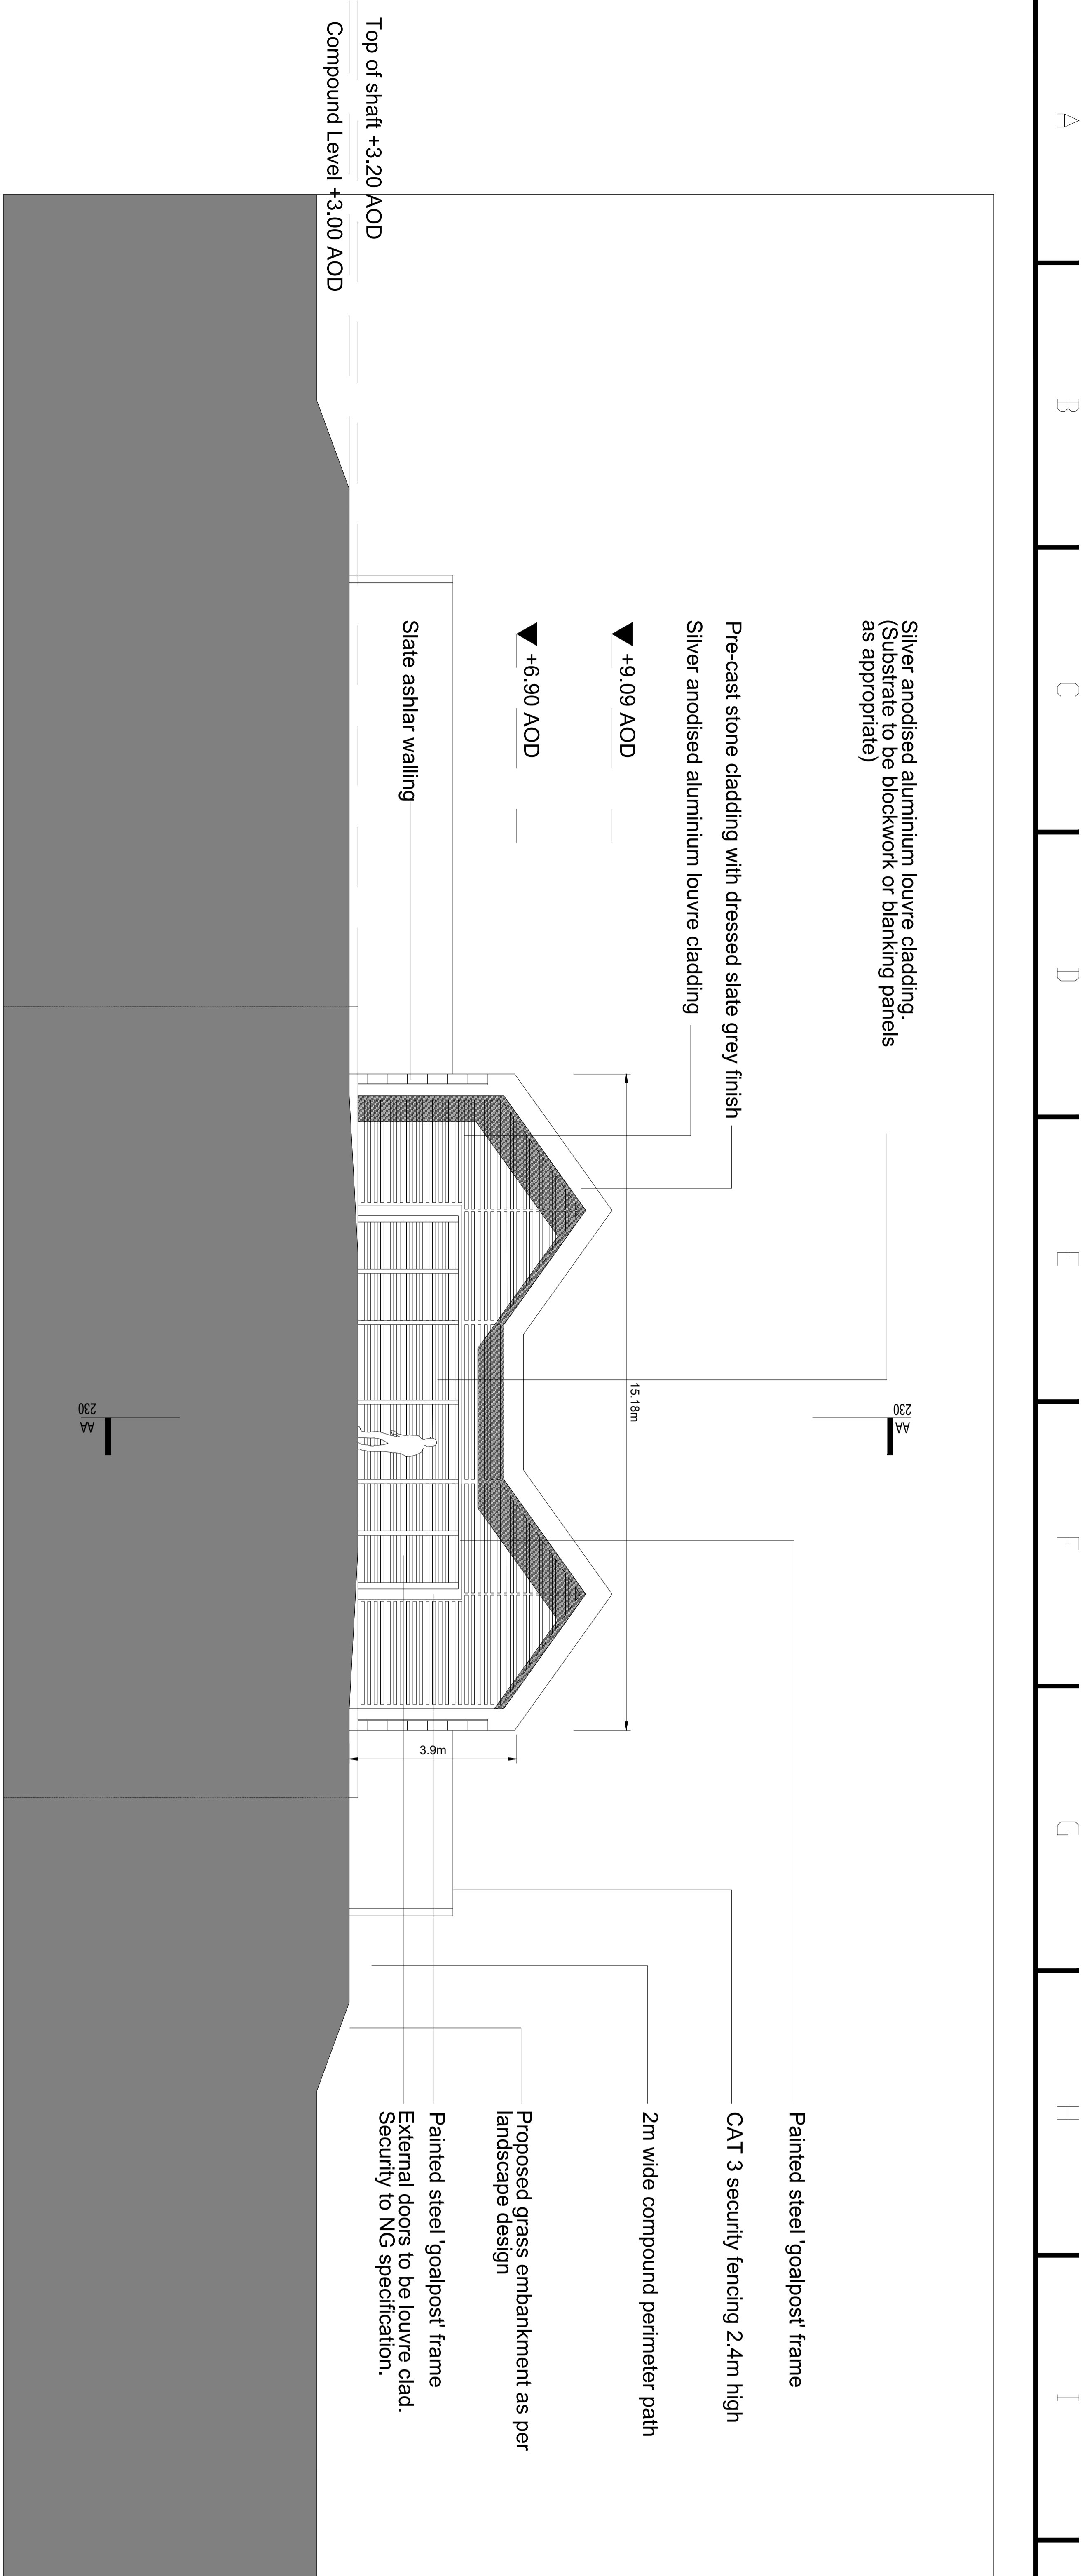 A
B
C
D
E
F
G
H
I
Silver anodised aluminium louvre cladding.
(Substrate to be blockwork or blanking panels
as appropriate)
Pre-cast stone cladding with dressed slate grey finish
Silver anodised aluminium louvre cladding
+9.09 AOD
+6.90 AOD
Slate ashlar walling
Top of shaft +3.20 AOD
Compound Level +3.00 AOD
15.18m
3.9m
230
AA
230
AA
Painted steel 'goalpost' frame
CAT 3 security fencing 2.4m high
2m wide compound perimeter path
Proposed grass embankment as per
landscape design
Painted steel 'goalpost' frame
External doors to be louvre clad.
Security to NG specification.